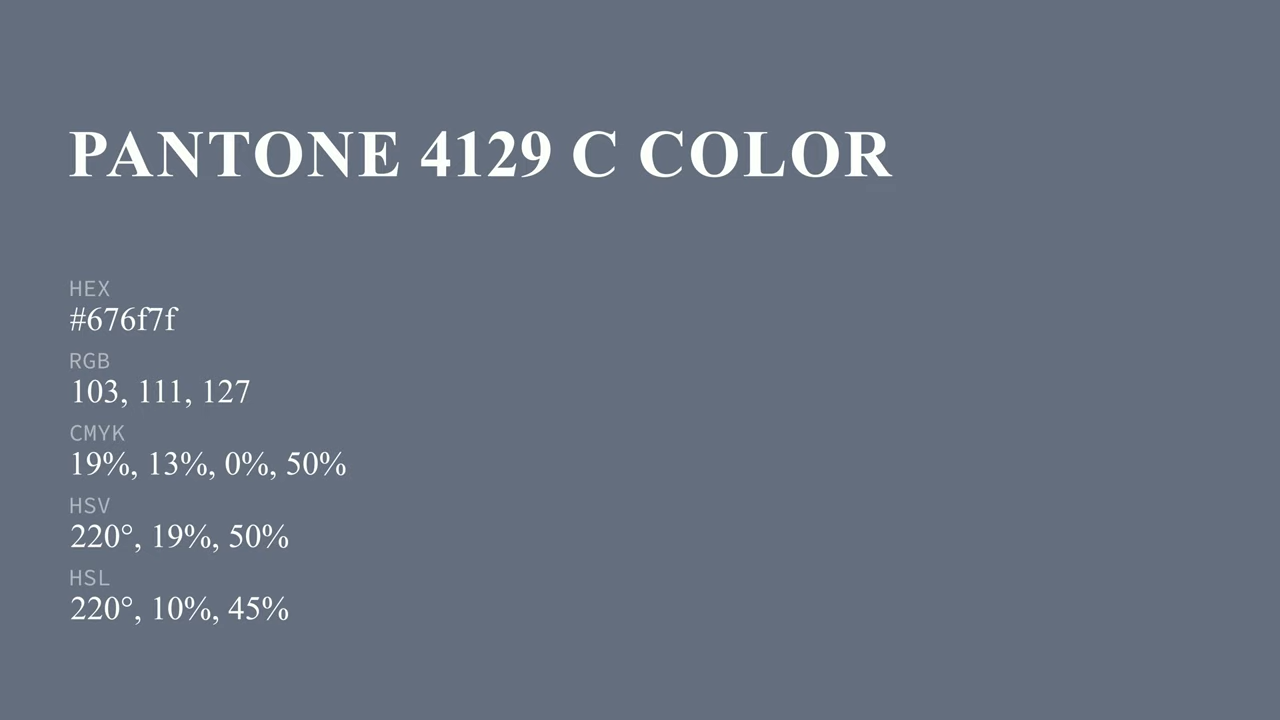 PANTONE 4129 C COLOR
HEX
#676f7f
RGB
103, 111, 127
CMYK
19%, 13%, 0%, 50%
HSV
220°, 19%, 50%
HSL
220°, 10%, 45%